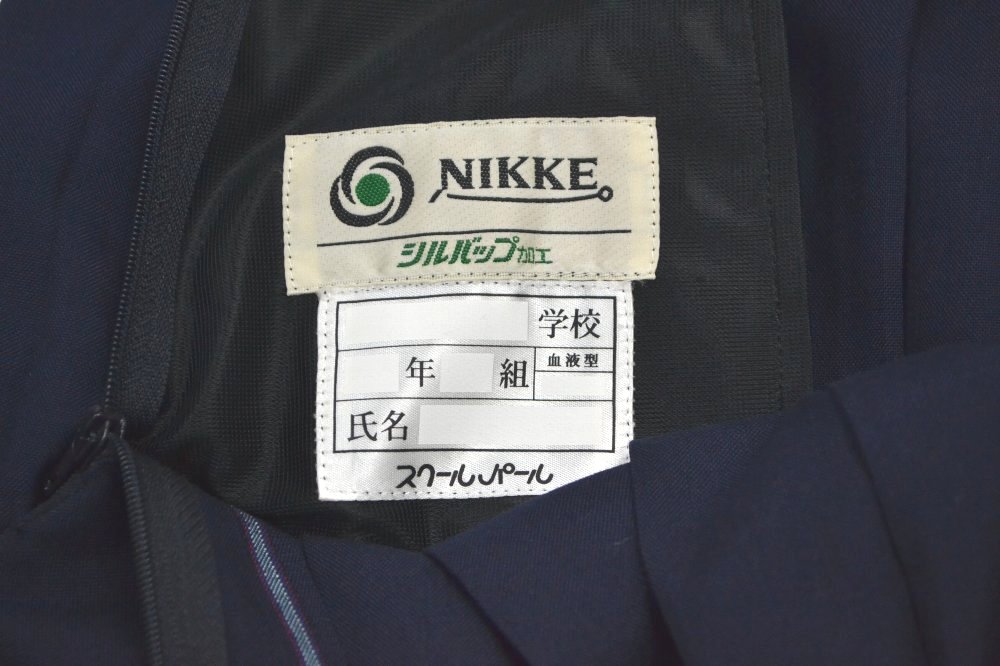 NIKKE
シルバップ加工
学校
年 組 血液型
氏名
スクールパール